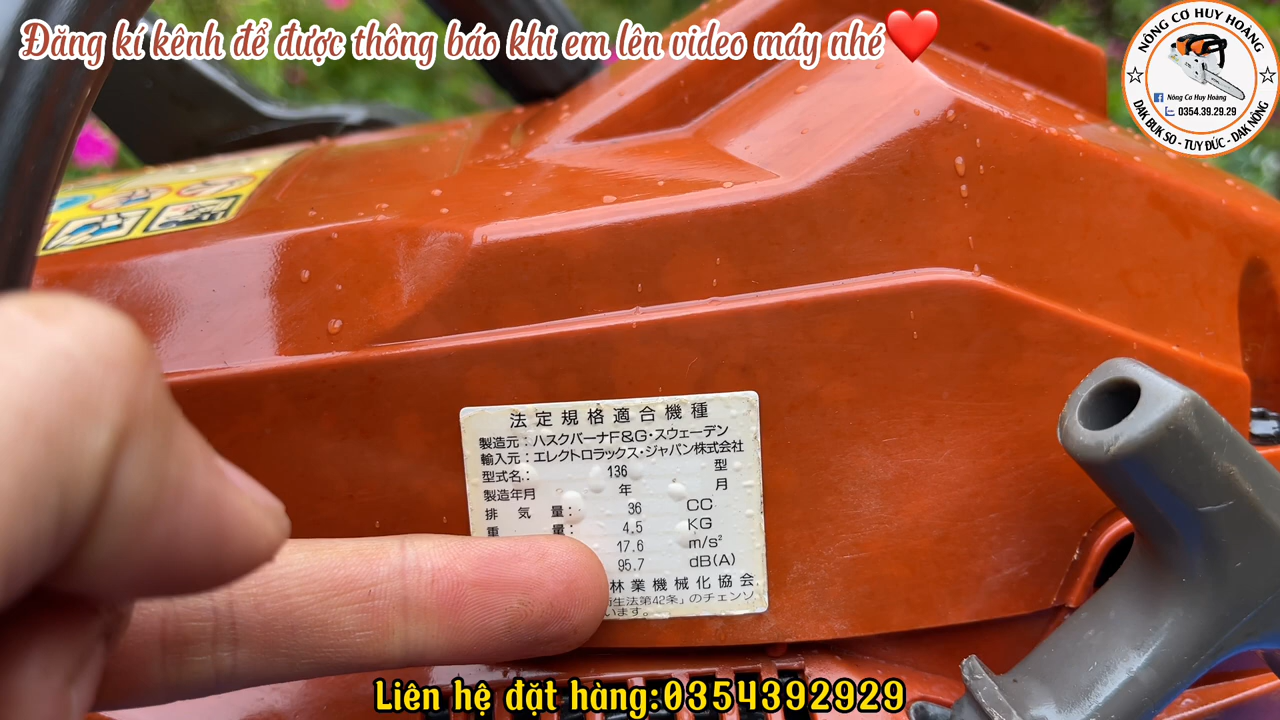 Đăng kí kênh để được thông báo khi em lên video máy nhé
NÔNG CƠ HUY HOÀNG
Nông Cơ Huy Hoàng
0354.39.29.29
DAK BUK SO - TUY ĐỨC - DAK NÔNG
法定規格適合機種
製造元：ハスクバーナF&G・スウェーデン
輸入元：エレクトロラックス・ジャパン株式会社
型式名： 136 型
製造年月 年 月
排気量： 36 CC
重量： 4.5 KG
17.6 m/s²
95.7 dB(A)
林業機械化協会
生法第42条」のチェンソ
います。
Liên hệ đặt hàng:0354392929